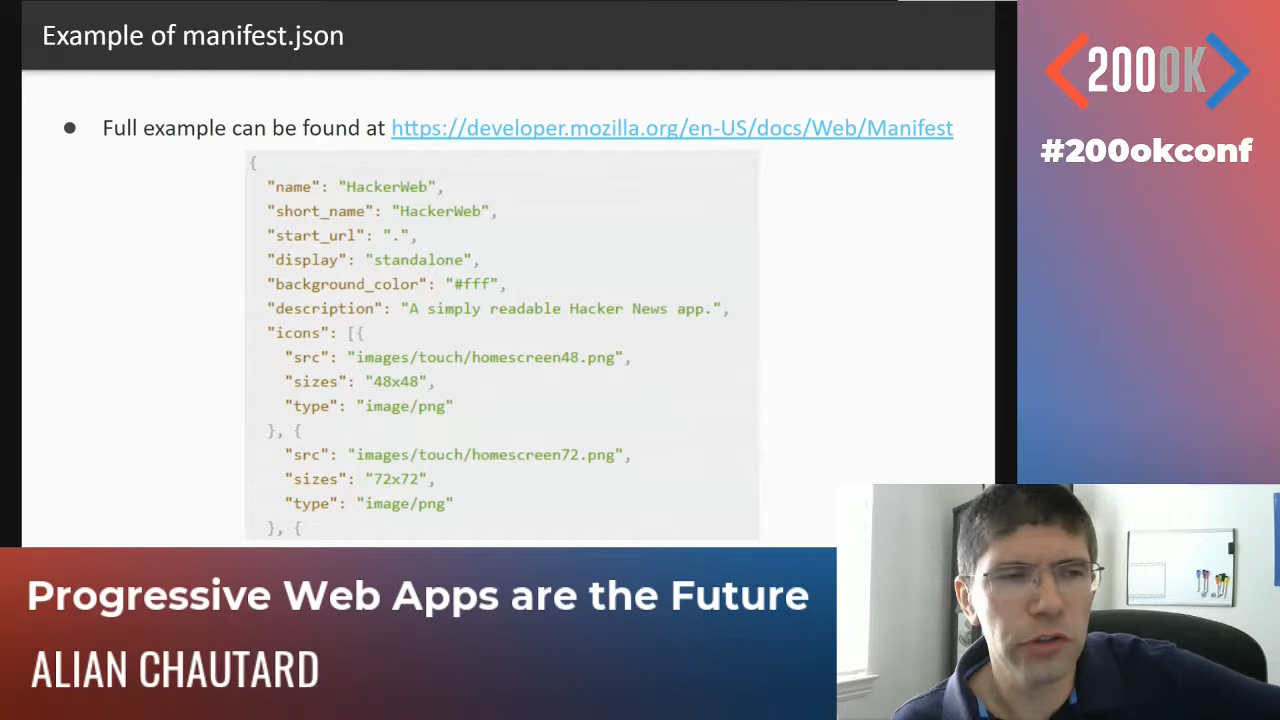 Example of manifest.json
● Full example can be found at https://developer.mozilla.org/en-US/docs/Web/Manifest
{
"name": "HackerWeb",
"short_name": "HackerWeb",
"start_url": ".",
"display": "standalone",
"background_color": "#fff",
"description": "A simply readable Hacker News app.",
"icons": [{
"src": "images/touch/homescreen48.png",
"sizes": "48x48",
"type": "image/png"
}, {
"src": "images/touch/homescreen72.png",
"sizes": "72x72",
"type": "image/png"
}, {
<200OK>
#200okconf
Progressive Web Apps are the Future
ALIAN CHAUTARD